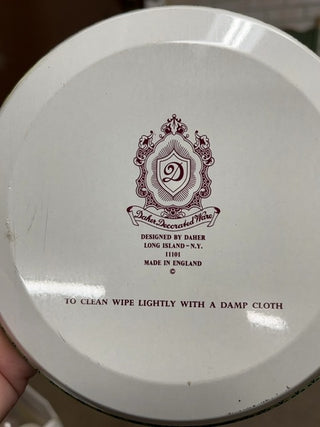 D
Daher Decorated Ware
DESIGNED BY DAHER
LONG ISLAND-N.Y.
11101
MADE IN ENGLAND
©
TO CLEAN WIPE LIGHTLY WITH A DAMP CLOTH